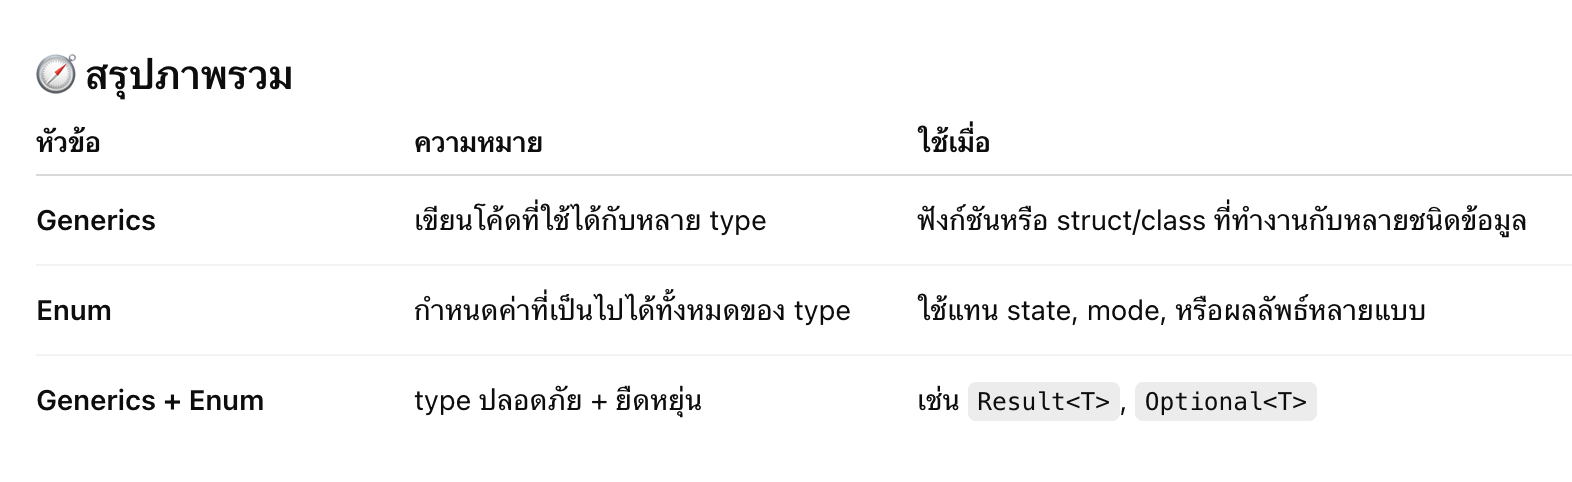 🧭 สรุปภาพรวม
หัวข้อ ความหมาย ใช้เมื่อ
Generics เขียนโค้ดที่ใช้ได้กับหลาย type ฟังก์ชันหรือ struct/class ที่ทำงานกับหลายชนิดข้อมูล
Enum กำหนดค่าที่เป็นไปได้ทั้งหมดของ type ใช้แทน state, mode, หรือผลลัพธ์หลายแบบ
Generics + Enum type ปลอดภัย + ยืดหยุ่น เช่น Result<T>, Optional<T>